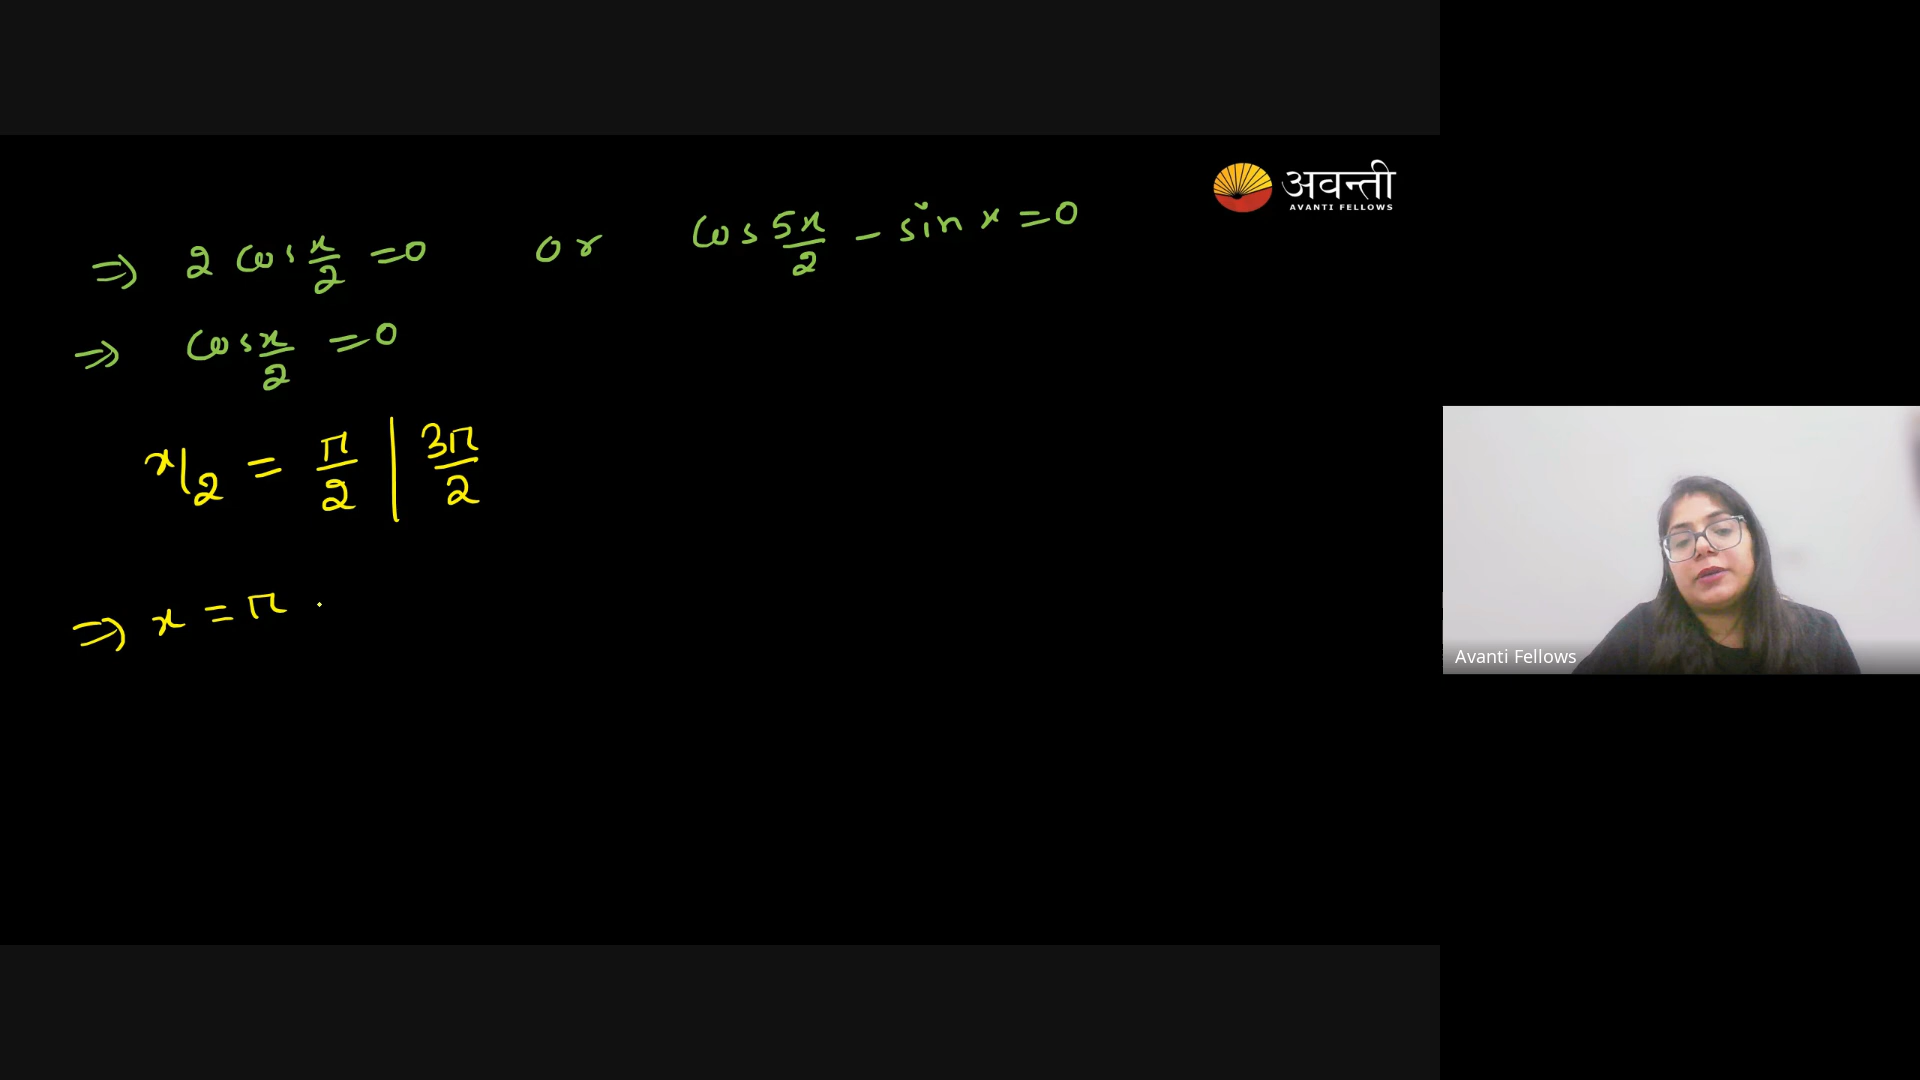 अवन्ती
AVANTI FELLOWS
⇒ 2 cos x/2 = 0 or cos 5x/2 - sin x = 0
⇒ cos x/2 = 0
x/2 = π/2 | 3π/2
⇒ x = π .
Avanti Fellows